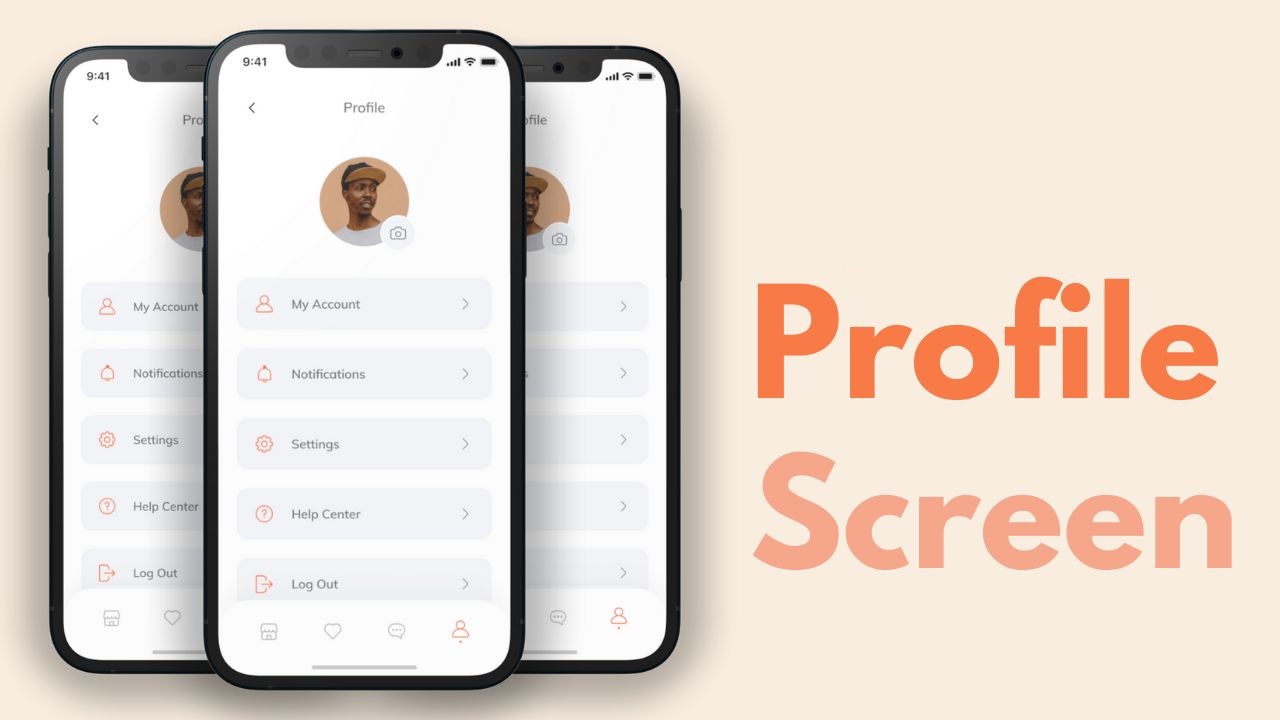 9:41
Pro
My Account
Notifications
Settings
Help Center
Log Out
9:41
Profile
My Account
Notifications
Settings
Help Center
Log Out
ofile
s
Profile
Screen